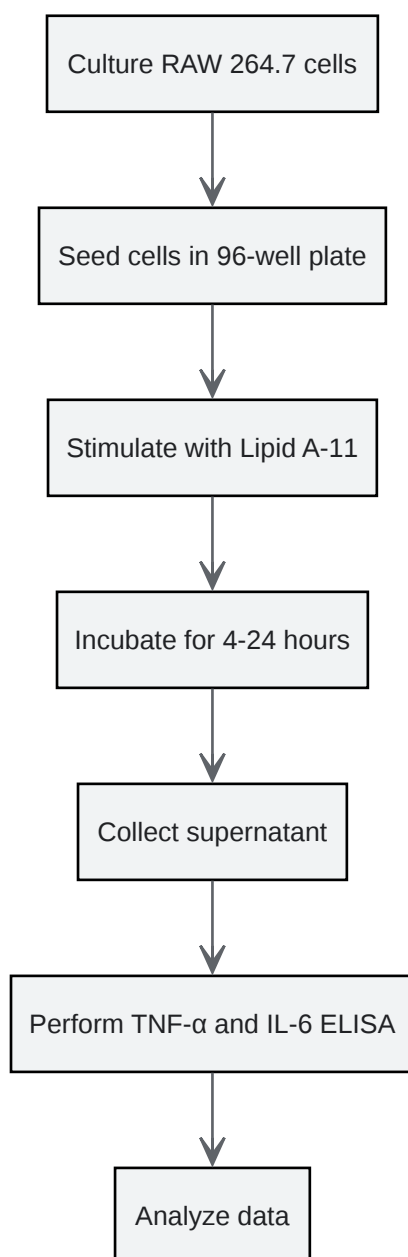 Culture RAW 264.7 cells
Seed cells in 96-well plate
Stimulate with Lipid A-11
Incubate for 4-24 hours
Collect supernatant
Perform TNF-α and IL-6 ELISA
Analyze data